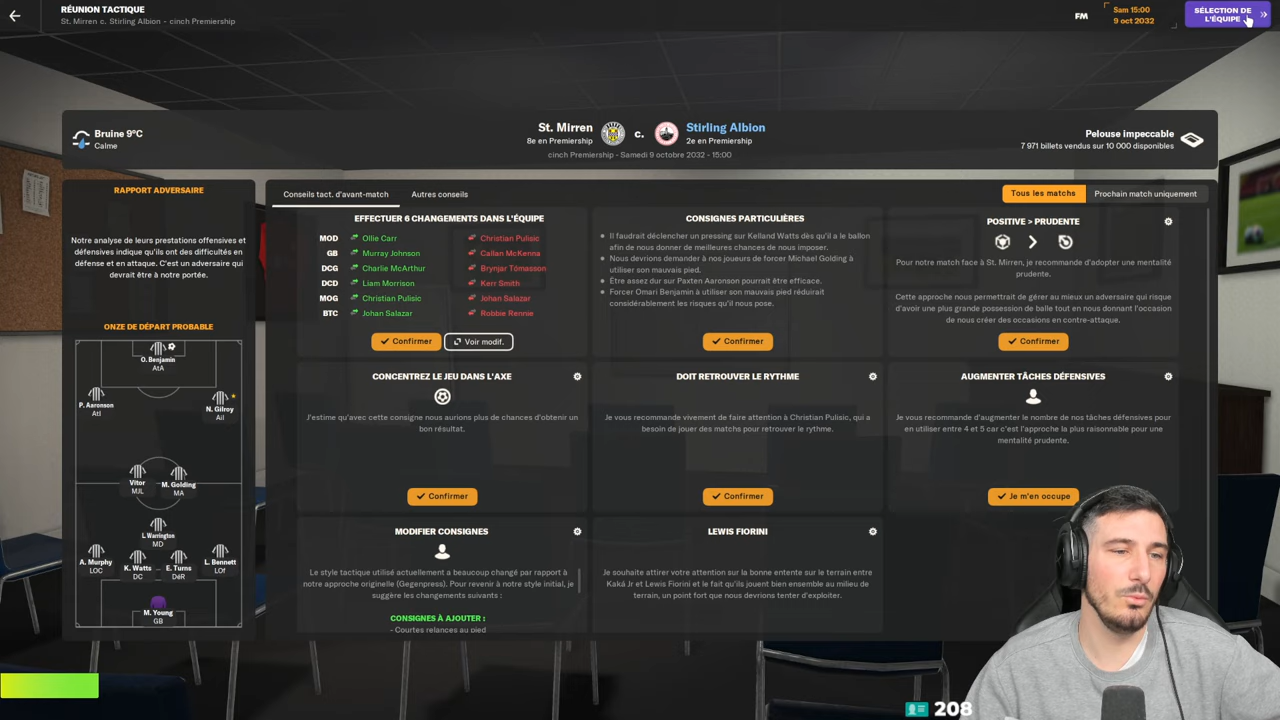 RÉUNION TACTIQUE
St. Mirren c. Stirling Albion - cinch Premiership
FM
Sam 15:00
9 oct 2032
SÉLECTION DE
L'ÉQUIPE
Bruine 9°C
Calme
St. Mirren
8e en Premiership
c.
Stirling Albion
2e en Premiership
cinch Premiership - Samedi 9 octobre 2032 - 15:00
Pelouse impeccable
7 971 billets vendus sur 10 000 disponibles
RAPPORT ADVERSAIRE
Notre analyse de leurs prestations offensives et
défensives indique qu'ils ont des difficultés en
défense et en attaque. C'est un adversaire qui
devrait être à notre portée.
ONZE DE DÉPART PROBABLE
O. Benjamin
AtA
P. Aaronson
AtI
N. Gilroy
Ail
Vitor
MJL
M. Golding
MA
L.Warrington
MD
A. Murphy
LOC
K. Watts
DC
E. Turns
DéR
L. Bennett
LOf
M. Young
GB
Conseils tact. d'avant-match
Autres conseils
Tous les matchs
Prochain match uniquement
EFFECTUER 6 CHANGEMENTS DANS L'ÉQUIPE
MOD Ollie Carr Christian Pulisic
GB Murray Johnson Callan McKenna
DCG Charlie McArthur Brynjar Tómasson
DCD Liam Morrison Kerr Smith
MOG Christian Pulisic Johan Salazar
BTC Johan Salazar Robbie Rennie
Confirmer
Voir modif.
CONSIGNES PARTICULIÈRES
Il faudrait déclencher un pressing sur Kelland Watts dès qu'il a le ballon
afin de nous donner de meilleures chances de nous imposer.
Nous devrions demander à nos joueurs de forcer Michael Golding à
utiliser son mauvais pied.
Être assez dur sur Paxten Aaronson pourrait être efficace.
Forcer Omari Benjamin à utiliser son mauvais pied réduirait
considérablement les risques qu'il nous pose.
Confirmer
POSITIVE > PRUDENTE
Pour notre match face à St. Mirren, je recommande d'adopter une mentalité
prudente.
Cette approche nous permettrait de gérer au mieux un adversaire qui risque
d'avoir une plus grande possession de balle tout en nous donnant l'occasion
de nous créer des occasions en contre-attaque.
Confirmer
CONCENTREZ LE JEU DANS L'AXE
J'estime qu'avec cette consigne nous aurions plus de chances d'obtenir un
bon résultat.
Confirmer
DOIT RETROUVER LE RYTHME
Je vous recommande vivement de faire attention à Christian Pulisic, qui a
besoin de jouer des matchs pour retrouver le rythme.
Confirmer
AUGMENTER TÂCHES DÉFENSIVES
Je vous recommande d'augmenter le nombre de nos tâches défensives pour
en utiliser entre 4 et 5 car c'est l'approche la plus raisonnable pour une
mentalité prudente.
Je m'en occupe
MODIFIER CONSIGNES
Le style tactique utilisé actuellement a beaucoup changé par rapport à
notre approche originelle (Gegenpress). Pour revenir à notre style initial, je
suggère les changements suivants :
CONSIGNES À AJOUTER :
- Courtes relances au pied
LEWIS FIORINI
Je souhaite attirer votre attention sur la bonne entente sur le terrain entre
Kaká Jr et Lewis Fiorini et le fait qu'ils jouent bien ensemble au milieu de
terrain, un point fort que nous devrions tenter d'exploiter.
208